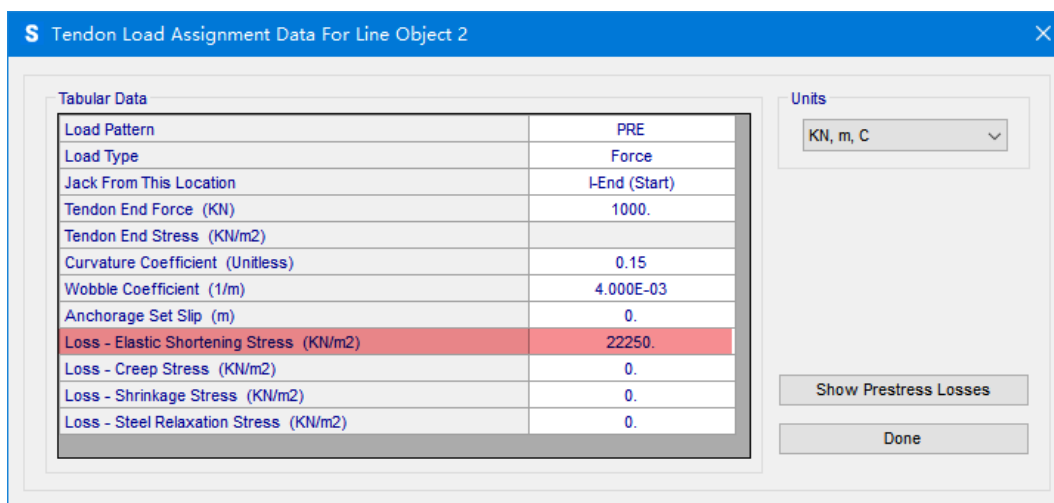 S Tendon Load Assignment Data For Line Object 2
Tabular Data
Load Pattern PRE
Load Type Force
Jack From This Location I-End (Start)
Tendon End Force (KN) 1000.
Tendon End Stress (KN/m2)
Curvature Coefficient (Unitless) 0.15
Wobble Coefficient (1/m) 4.000E-03
Anchorage Set Slip (m) 0.
Loss - Elastic Shortening Stress (KN/m2) 22250.
Loss - Creep Stress (KN/m2) 0.
Loss - Shrinkage Stress (KN/m2) 0.
Loss - Steel Relaxation Stress (KN/m2) 0.
Units
KN, m, C
Show Prestress Losses
Done